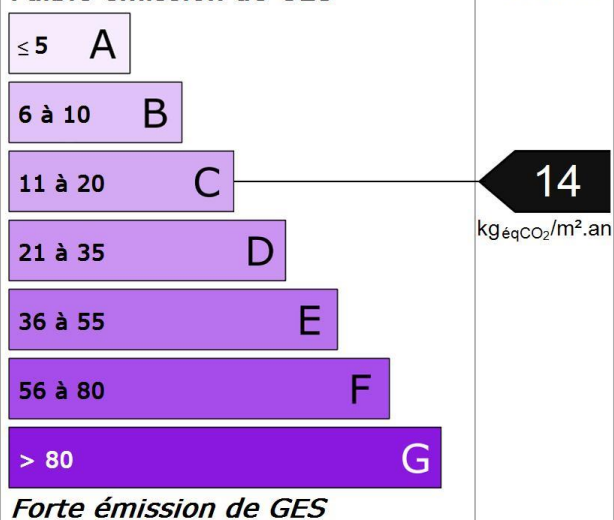 ≤ 5 A
6 à 10 B
11 à 20 C
14
kgéqCO₂/m².an
21 à 35 D
36 à 55 E
56 à 80 F
> 80 G
Forte émission de GES